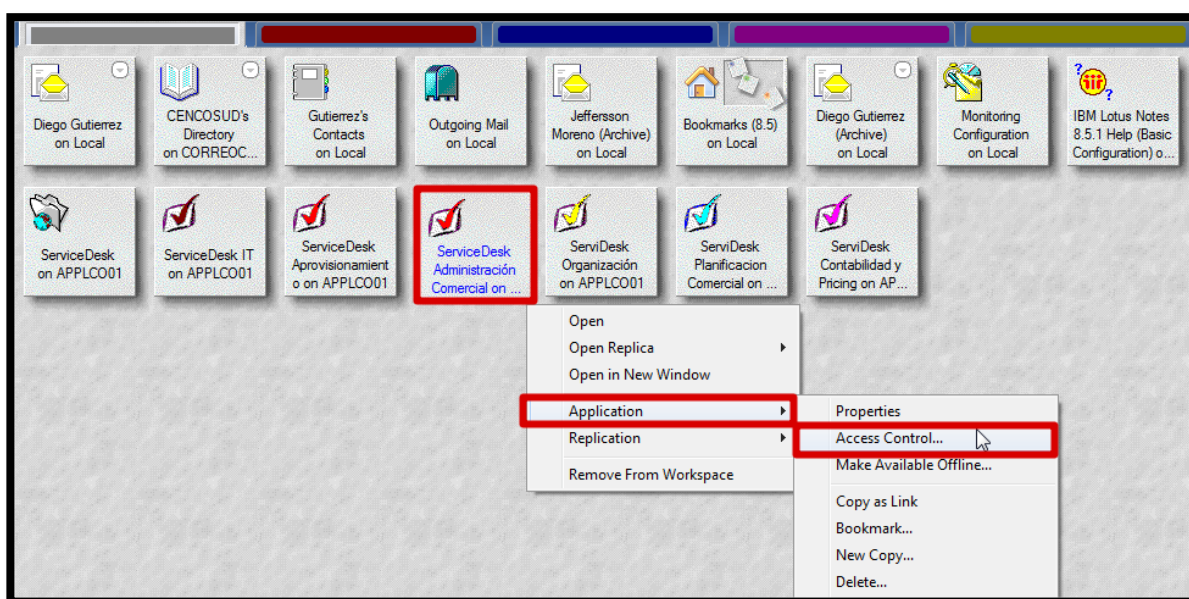 Diego Gutierrez
on Local
CENCOSUD's
Directory
on CORREOC...
Gutierrez's
Contacts
on Local
Outgoing Mail
on Local
Jeffersson
Moreno (Archive)
on Local
Bookmarks (8.5)
on Local
Diego Gutierrez
(Archive)
on Local
Monitoring
Configuration
on Local
IBM Lotus Notes
8.5.1 Help (Basic
Configuration) o...
ServiceDesk
on APPLCO01
ServiceDesk IT
on APPLCO01
ServiceDesk
Aprovisionamient
o on APPLCO01
ServiceDesk
Administración
Comercial on ...
ServiDesk
Organización
on APPLCO01
ServiDesk
Planificacion
Comercial on ...
ServiDesk
Contabilidad y
Pricing on AP...
Open
Open Replica
Open in New Window
Application
Replication
Remove From Workspace
Properties
Access Control...
Make Available Offline...
Copy as Link
Bookmark...
New Copy...
Delete...